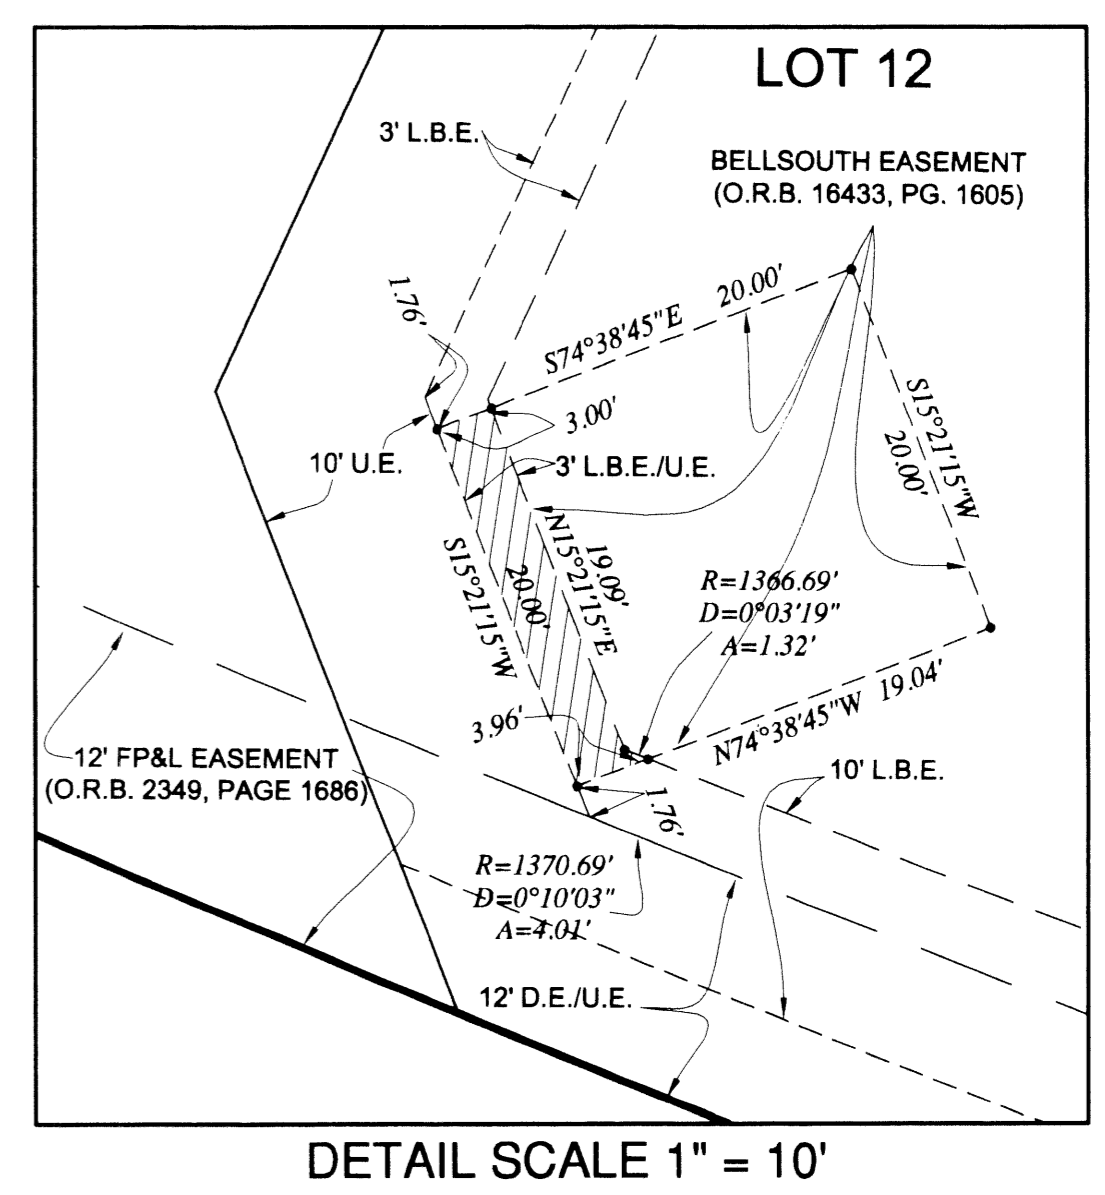 LOT 12
3' L.B.E.
BELLSOUTH EASEMENT
(O.R.B. 16433, PG. 1605)
1.76'
S74°38'45"E 20.00'
3.00'
S15°21'15"W
20.00'
10' U.E.
3' L.B.E./U.E.
N15°21'15"E
19.09'
S15°21'15"W
20.00'
R=1366.69'
D=0°03'19"
A=1.32'
3.96'
N74°38'45"W 19.04'
12' FP&L EASEMENT
(O.R.B. 2349, PAGE 1686)
10' L.B.E.
1.76'
R=1370.69'
D=0°10'03"
A=4.01'
12' D.E./U.E.
DETAIL SCALE 1" = 10'